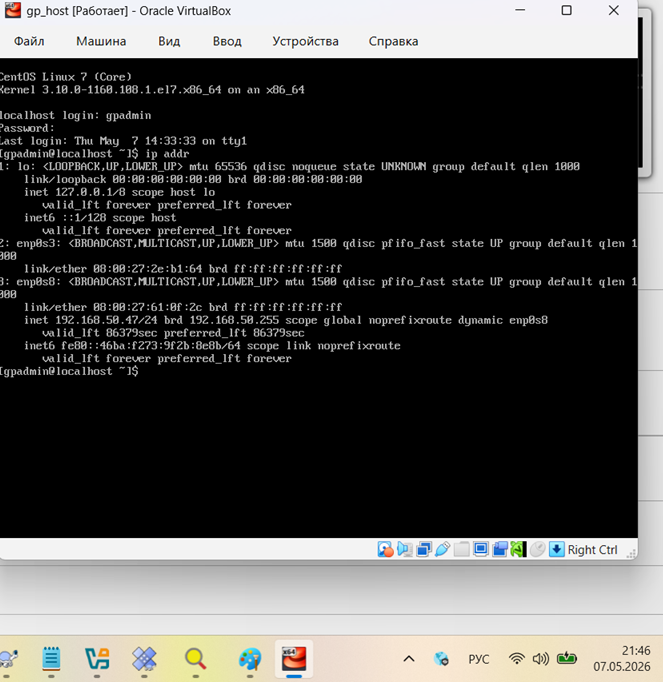 gp_host [Работает] - Oracle VirtualBox
Файл Машина Вид Ввод Устройства Справка
CentOS Linux 7 (Core)
Kernel 3.10.0-1160.108.1.el7.x86_64 on an x86_64
localhost login: gpadmin
Password:
Last login: Thu May  7 14:33:33 on tty1
[gpadmin@localhost ~]$ ip addr
1: lo: <LOOPBACK,UP,LOWER_UP> mtu 65536 qdisc noqueue state UNKNOWN group default qlen 1000
    link/loopback 00:00:00:00:00:00 brd 00:00:00:00:00:00
    inet 127.0.0.1/8 scope host lo
       valid_lft forever preferred_lft forever
    inet6 ::1/128 scope host
       valid_lft forever preferred_lft forever
2: enp0s3: <BROADCAST,MULTICAST,UP,LOWER_UP> mtu 1500 qdisc pfifo_fast state UP group default qlen 1
000
    link/ether 08:00:27:2e:b1:64 brd ff:ff:ff:ff:ff:ff
3: enp0s8: <BROADCAST,MULTICAST,UP,LOWER_UP> mtu 1500 qdisc pfifo_fast state UP group default qlen 1
000
    link/ether 08:00:27:61:0f:2c brd ff:ff:ff:ff:ff:ff
    inet 192.168.50.47/24 brd 192.168.50.255 scope global noprefixroute dynamic enp0s8
       valid_lft 86379sec preferred_lft 86379sec
    inet6 fe80::46ba:f273:9f2b:8e8b/64 scope link noprefixroute
       valid_lft forever preferred_lft forever
[gpadmin@localhost ~]$
Right Ctrl
РУС
21:46
07.05.2026